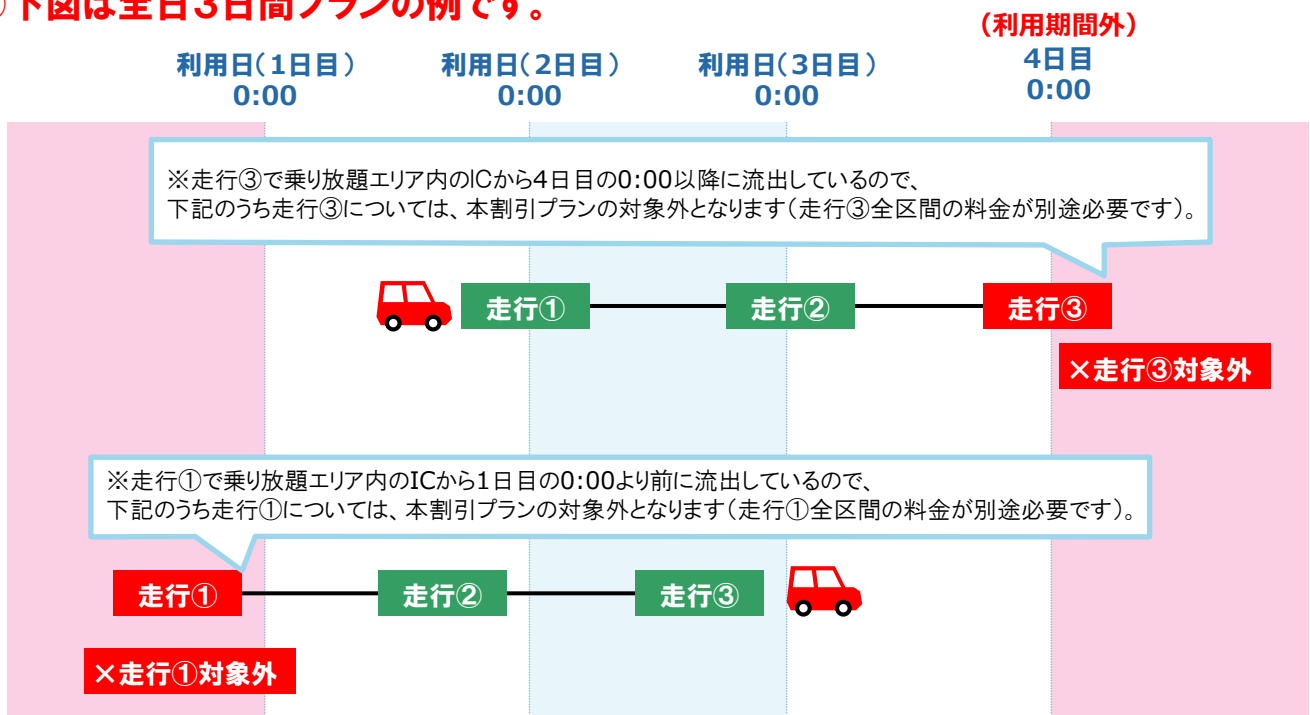 下図は全日3日間プランの例です。
(利用期間外)
利用日(1日目)
0:00
利用日(2日目)
0:00
利用日(3日目)
0:00
4日目
0:00
※走行③で乗り放題エリア内のICから4日目の0:00以降に流出しているので、
下記のうち走行③については、本割引プランの対象外となります(走行③全区間の料金が別途必要です)。
走行①
走行②
走行③
×走行③対象外
※走行①で乗り放題エリア内のICから1日目の0:00より前に流出しているので、
下記のうち走行①については、本割引プランの対象外となります(走行①全区間の料金が別途必要です)。
走行①
走行②
走行③
×走行①対象外